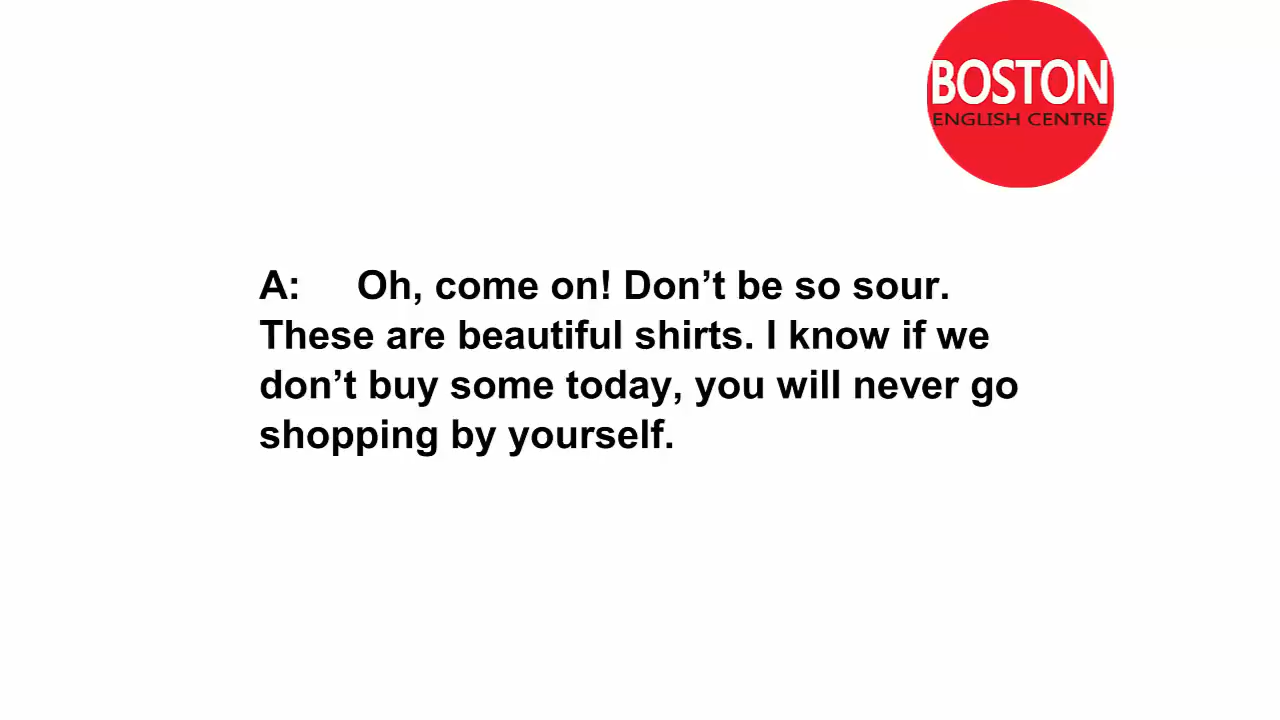 BOSTON
ENGLISH CENTRE
A: Oh, come on! Don’t be so sour.
These are beautiful shirts. I know if we
don’t buy some today, you will never go
shopping by yourself.